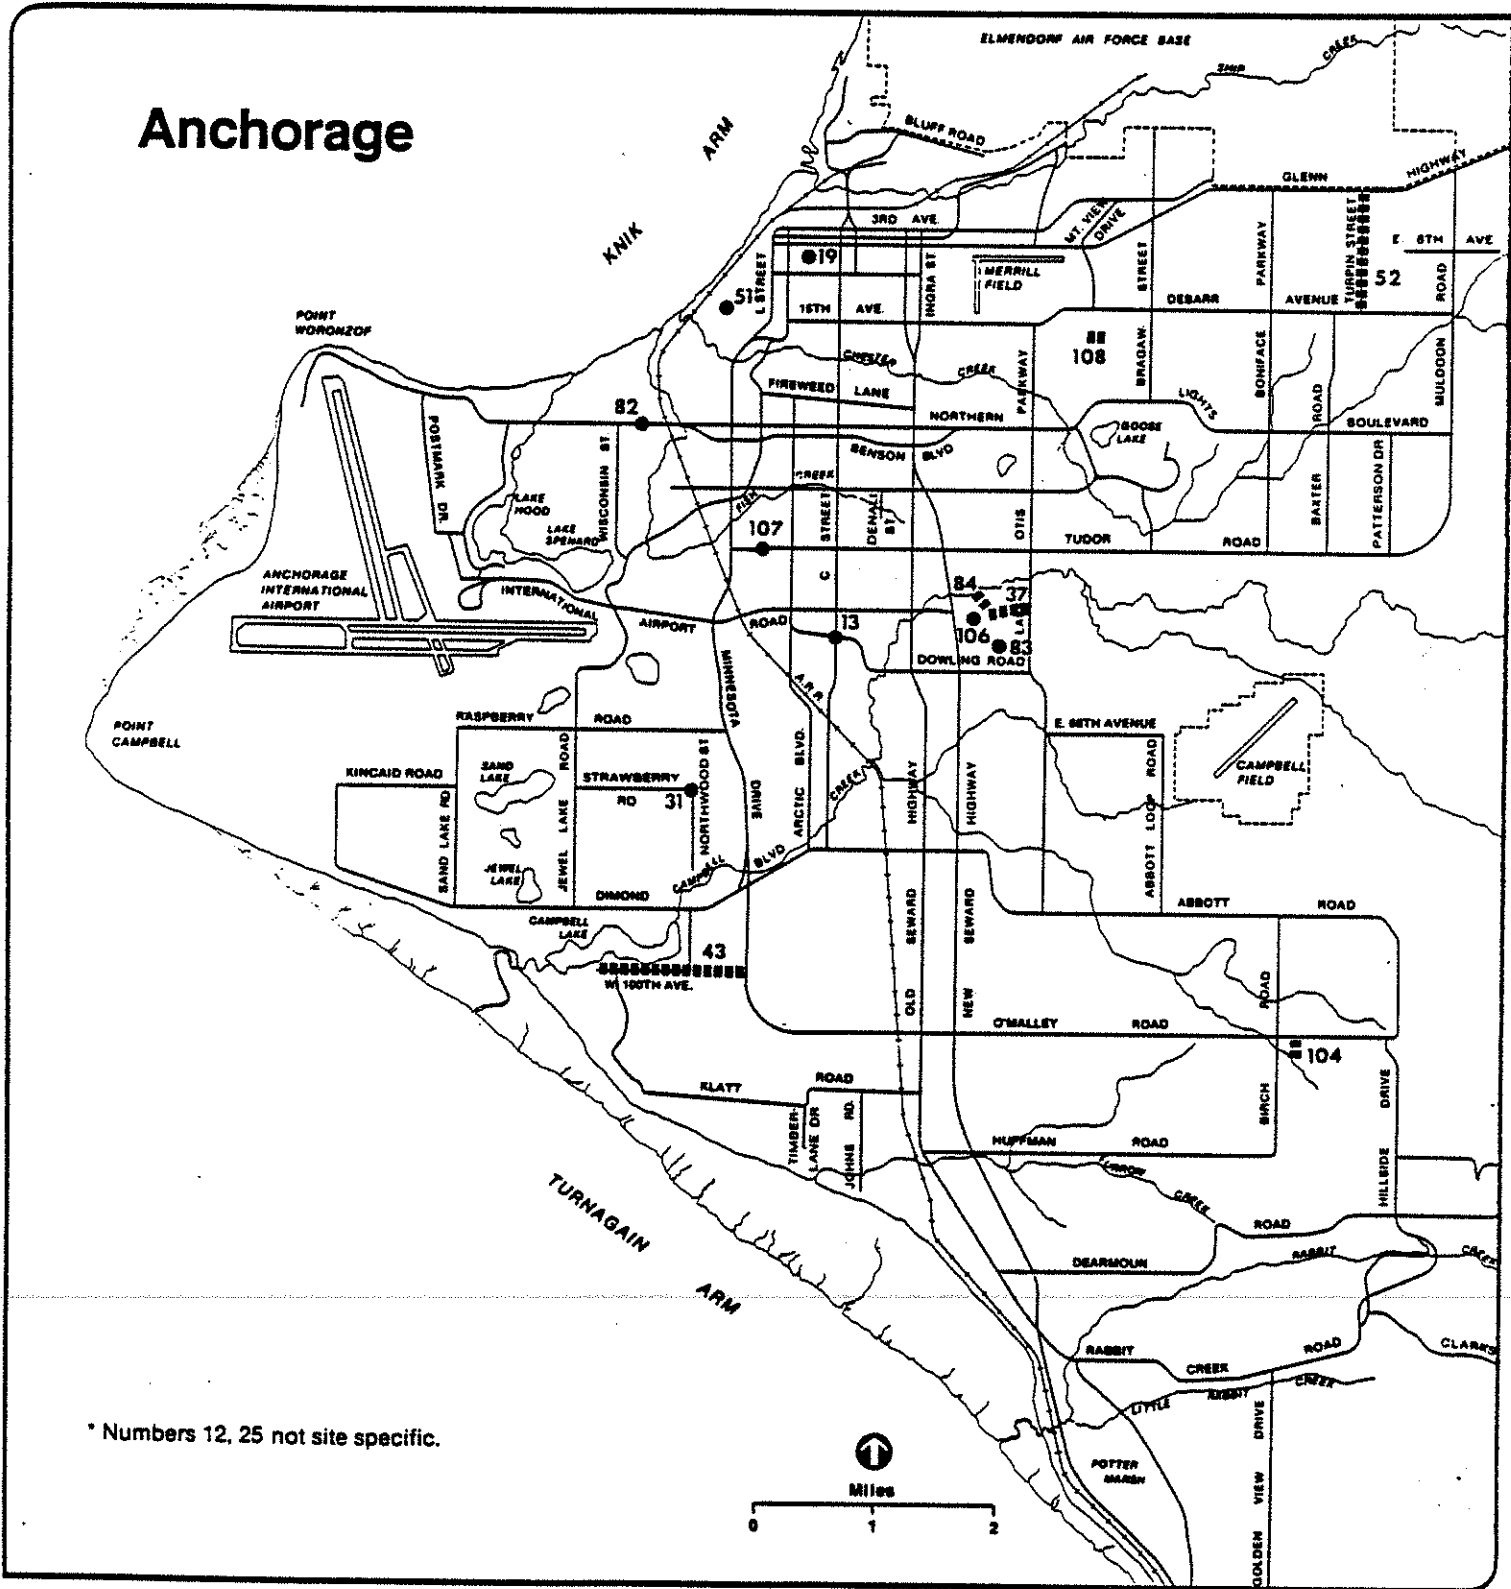 ELMENDORF AIR FORCE BASE
SHIP
CREEK
Anchorage
ARM
BLUFF ROAD
HIGHWAY
GLENN
3RD AVE.
MT. VIEW
DRIVE
KNIK
19
L STREET
INGRA ST
MERRILL
FIELD
STREET
PARKWAY
TURPIN STREET
E. 6TH AVE
52
ROAD
51
15TH AVE.
DEBARR AVENUE
POINT
WORONZOF
108
CHESTER
CREEK
PARKWAY
BRAGAW
BONIFACE
ROAD
MULDOON
FIREWEED LANE
82
NORTHERN
LIGHTS
BOULEVARD
POSTMARK DR.
WISCONSIN ST
BENSON BLVD
GOOSE
LAKE
CREEK
FISH
LAKE
HOOD
LAKE
SPENARD
107
C STREET
DENALI
ST
OTIS
BAXTER
PATTERSON DR
TUDOR ROAD
ANCHORAGE
INTERNATIONAL
AIRPORT
INTERNATIONAL
AIRPORT
ROAD
84
37
LA
13
106
83
DOWLING ROAD
MINNESOTA
A.R.R.
POINT
CAMPBELL
RASPBERRY ROAD
E. 68TH AVENUE
KINCAID ROAD
SAND
LAKE
ROAD
STRAWBERRY
RD
31
NORTHWOOD ST
DRIVE
ARCTIC BLVD.
CREEK
HIGHWAY
HIGHWAY
ABBOTT LOOP ROAD
CAMPBELL
FIELD
SAND LAKE RD
JEWEL LAKE
JEWEL
LAKE
DIMOND
CAMPBELL
BLVD
ABBOTT ROAD
CAMPBELL
LAKE
43
W. 100TH AVE.
OLD SEWARD
NEW SEWARD
ROAD
O'MALLEY ROAD
104
KLATT ROAD
TIMBER-
LANE DR
JOHNS RD.
BIRCH
HILLSIDE DRIVE
HUFFMAN ROAD
FURROW
CREEK
TURNAGAIN
ARM
ROAD
DEARMOUN
RABBIT
CREEK
RABBIT
CREEK
ROAD
CLARKS
LITTLE RABBIT CREEK
* Numbers 12, 25 not site specific.
POTTER
MARSH
GOLDEN VIEW DRIVE
Miles
0 1 2